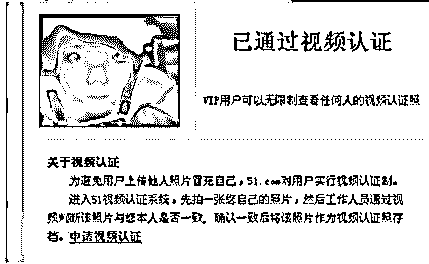 已通过视频认证
VIP用户可以无限制查看任何人的视频认证照
关于视频认证
为避免用户上传他人照片冒充自己，51.com对用户实行视频认证制。
进入51视频认证系统，先拍一张您自己的照片，然后工作人员通过视
频判断该照片与您本人是否一致，确认一致后将该照片作为视频认证照存
档。申请视频认证